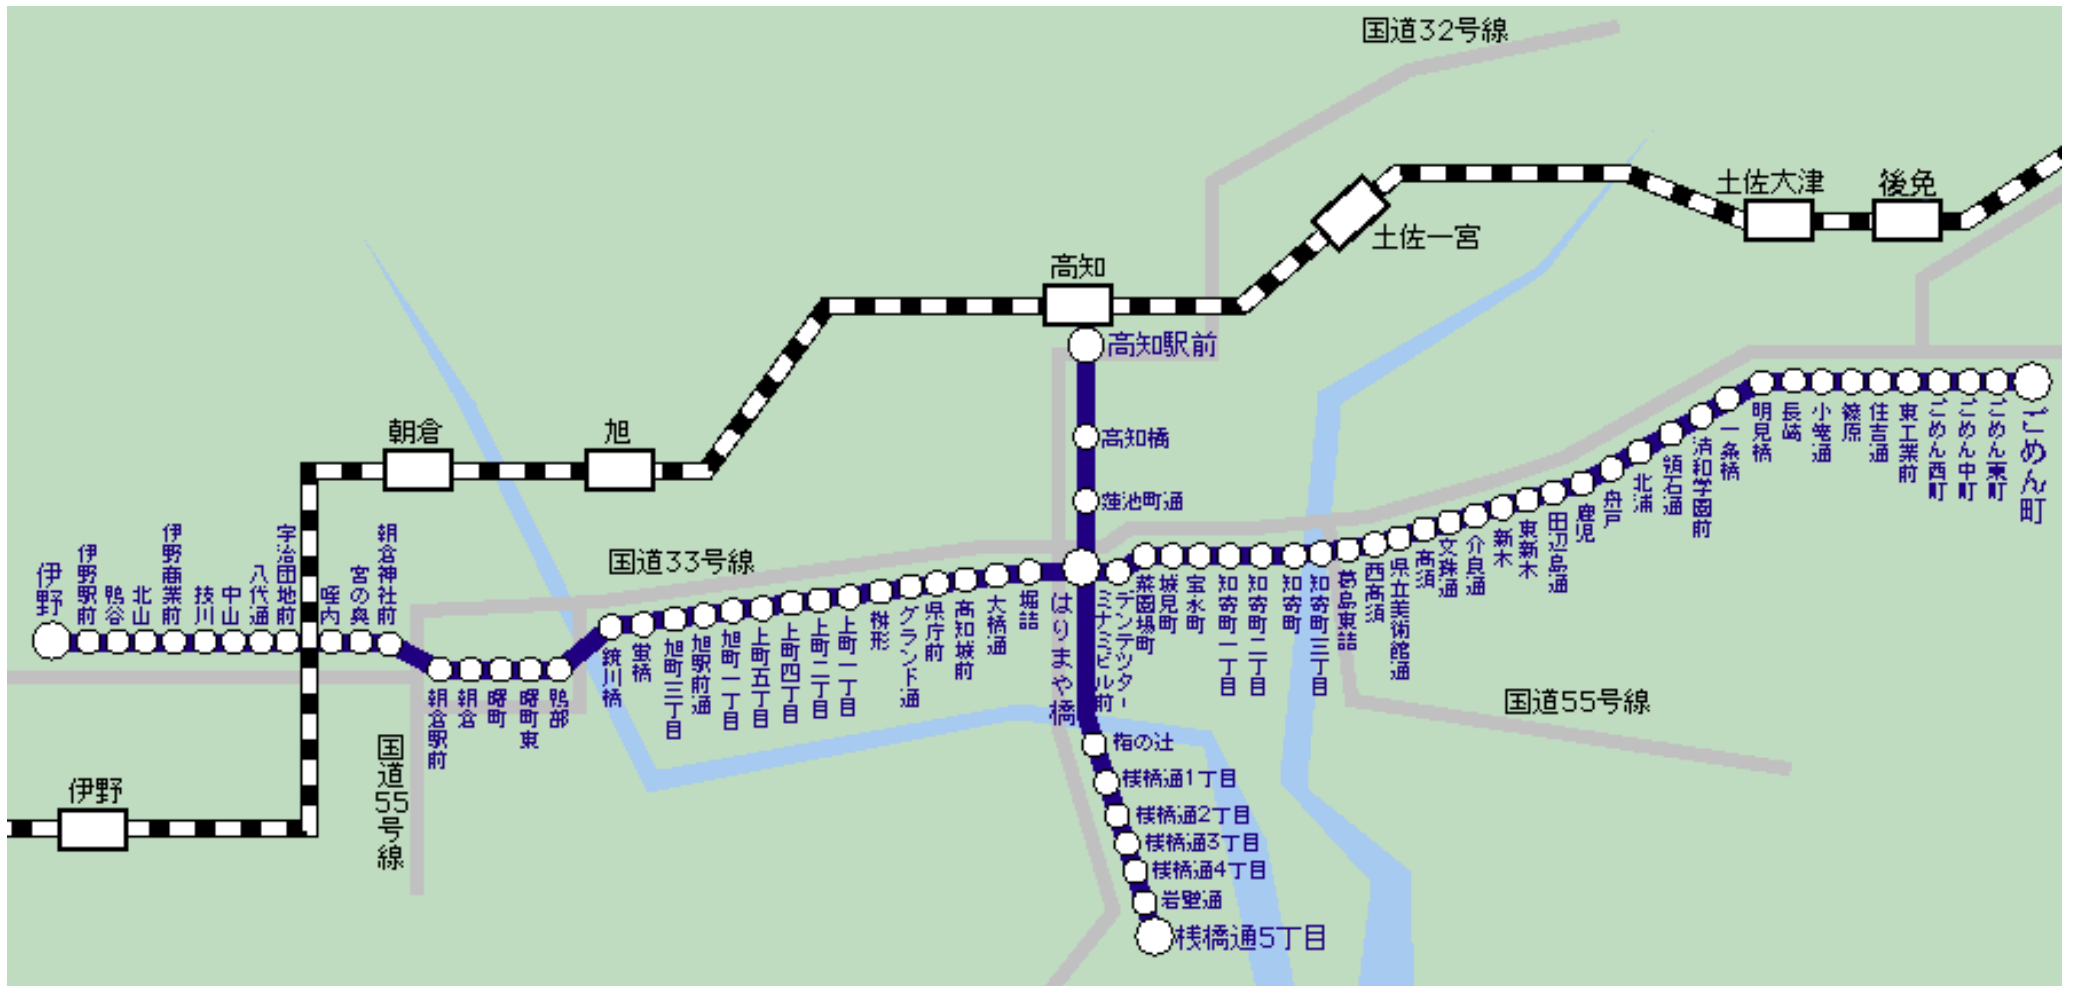 国道32号線
土佐大津
後免
土佐一宮
高知
高知駅前
朝倉
旭
高知橋
蓮池町通
国道33号線
国道55号線
国道55号線
伊野
伊野
伊野駅前
鴨谷
北山
伊野商業前
技川
中山
八代通
宇治団地前
咥内
宮の奥
朝倉神社前
朝倉駅前
朝倉
曙町
曙町東
鴨部
鏡川橋
蛍橋
旭町三丁目
旭駅前通
旭町一丁目
上町五丁目
上町四丁目
上町二丁目
上町一丁目
桝形
グランド通
県庁前
高知城前
大橋通
堀詰
はりまや橋
デンテツター
ミナミビル前
菜園場町
城見町
宝永町
知寄町一丁目
知寄町二丁目
知寄町
知寄町三丁目
葛島東詰
西高須
県立美術館通
高須
文珠通
介良通
新木
東新木
田辺島通
鹿児
舟戸
北浦
領石通
清和学園前
一条橋
明見橋
長崎
小篭通
篠原
住吉通
東工業前
ごめん西町
ごめん中町
ごめん東町
ごめん町
梅の辻
桟橋通1丁目
桟橋通2丁目
桟橋通3丁目
桟橋通4丁目
岩壁通
桟橋通5丁目